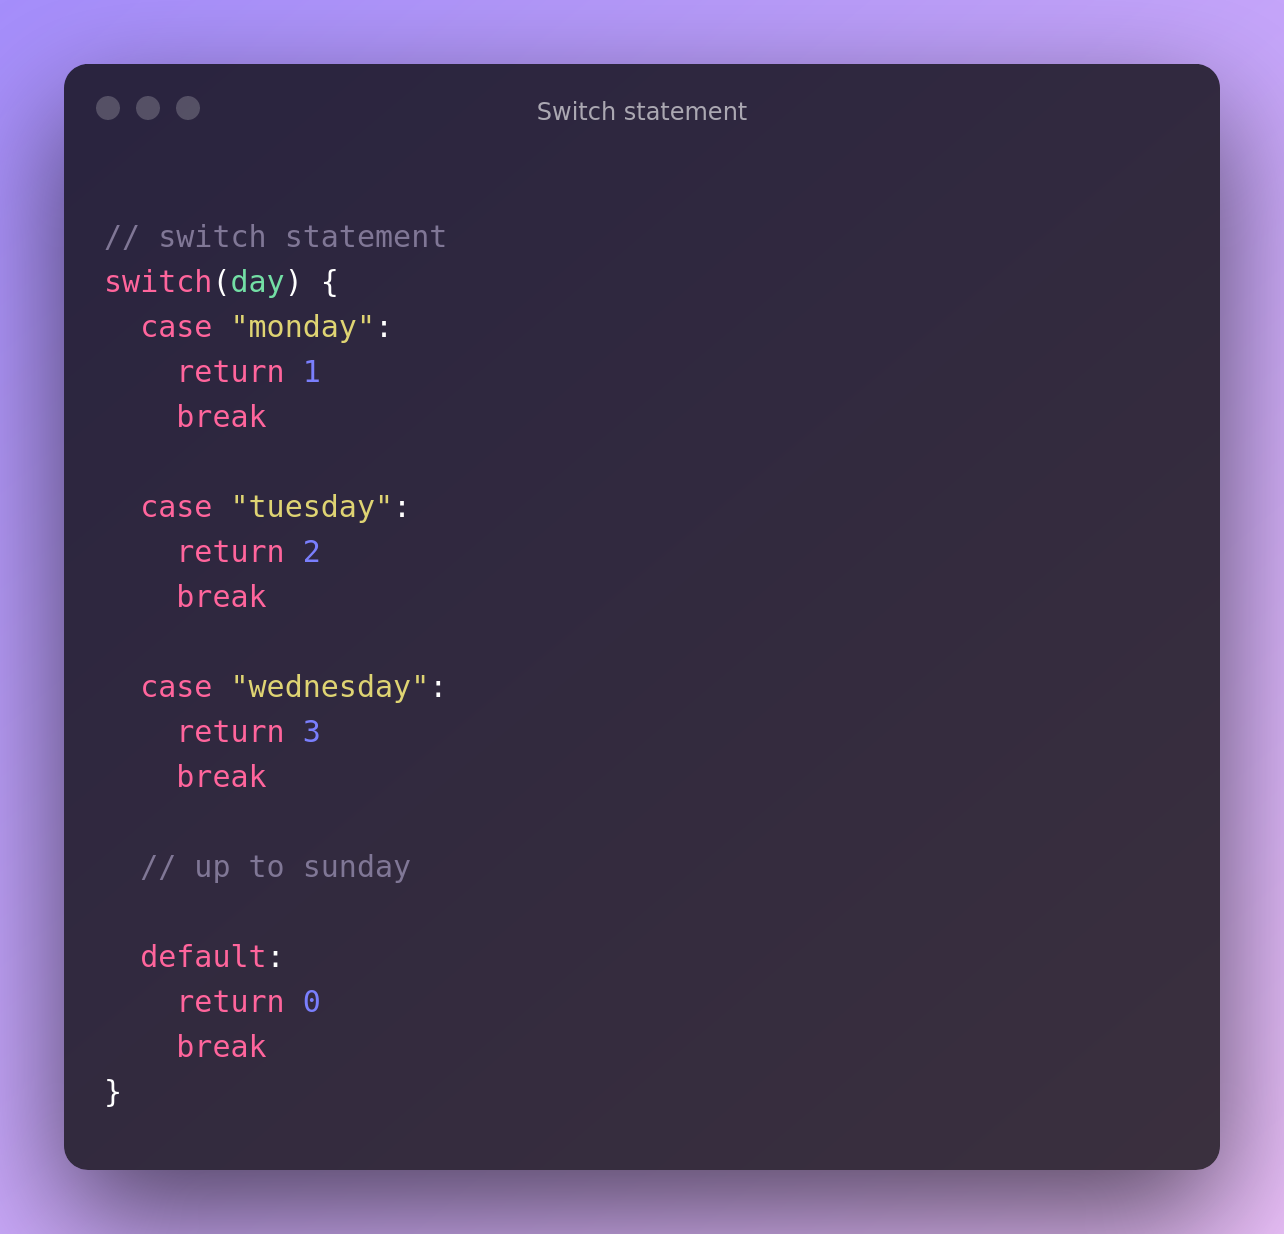 Switch statement
// switch statement
switch(day) {
  case "monday":
    return 1
    break
  case "tuesday":
    return 2
    break
  case "wednesday":
    return 3
    break
  // up to sunday
  default:
    return 0
    break
}